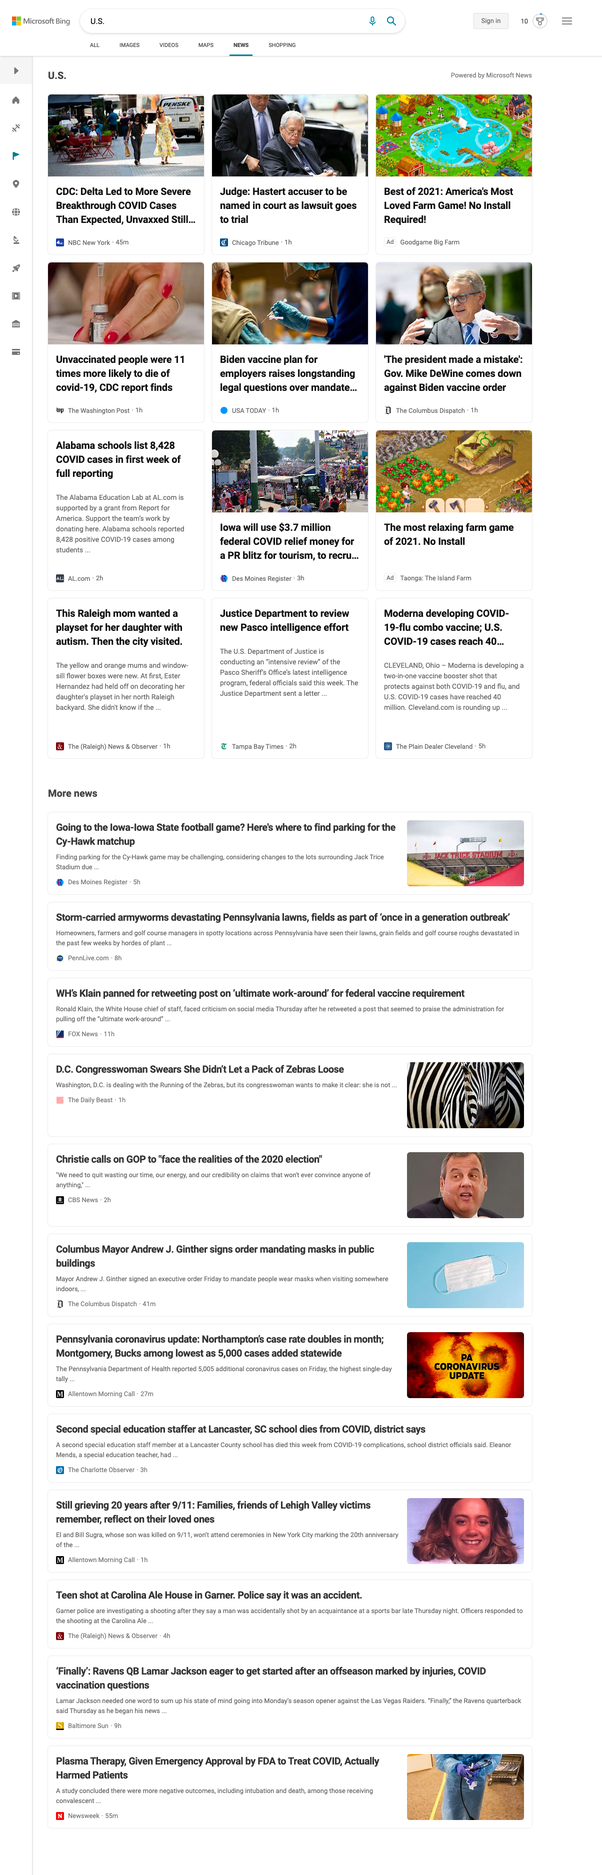 Microsoft Bing
U.S.
Sign in
10
ALL
IMAGES
VIDEOS
MAPS
NEWS
SHOPPING
U.S.
Powered by Microsoft News
PENSKE
CDC: Delta Led to More Severe
Breakthrough COVID Cases
Than Expected, Unvaxxed Still...
NBC New York · 45m
Judge: Hastert accuser to be
named in court as lawsuit goes
to trial
Chicago Tribune · 1h
Best of 2021: America's Most
Loved Farm Game! No Install
Required!
Ad Goodgame Big Farm
Unvaccinated people were 11
times more likely to die of
covid-19, CDC report finds
wp The Washington Post · 1h
Biden vaccine plan for
employers raises longstanding
legal questions over mandate...
USA TODAY · 1h
'The president made a mistake':
Gov. Mike DeWine comes down
against Biden vaccine order
The Columbus Dispatch · 1h
Alabama schools list 8,428
COVID cases in first week of
full reporting
The Alabama Education Lab at AL.com is
supported by a grant from Report for
America. Support the team's work by
donating here. Alabama schools reported
8,428 positive COVID-19 cases among
students ...
AL.com · 2h
Iowa will use $3.7 million
federal COVID relief money for
a PR blitz for tourism, to recru...
Des Moines Register · 3h
The most relaxing farm game
of 2021. No Install
Ad Taonga: The Island Farm
This Raleigh mom wanted a
playset for her daughter with
autism. Then the city visited.
The yellow and orange mums and window-
sill flower boxes were new. At first, Ester
Hernandez had held off on decorating her
daughter's playset in her north Raleigh
backyard. She didn't know if the ...
The (Raleigh) News & Observer · 1h
Justice Department to review
new Pasco intelligence effort
The U.S. Department of Justice is
conducting an "intensive review" of the
Pasco Sheriff's Office's latest intelligence
program, federal officials said this week. The
Justice Department sent a letter ...
Tampa Bay Times · 2h
Moderna developing COVID-
19-flu combo vaccine; U.S.
COVID-19 cases reach 40...
CLEVELAND, Ohio – Moderna is developing a
two-in-one vaccine booster shot that
protects against both COVID-19 and flu, and
U.S. COVID-19 cases have reached 40
million. Cleveland.com is rounding up ...
The Plain Dealer Cleveland · 5h
More news
Going to the Iowa-Iowa State football game? Here's where to find parking for the
Cy-Hawk matchup
Finding parking for the Cy-Hawk game may be challenging, considering changes to the lots surrounding Jack Trice
Stadium due ...
Des Moines Register · 5h
JACK TRICE STADIUM
Storm-carried armyworms devastating Pennsylvania lawns, fields as part of 'once in a generation outbreak'
Homeowners, farmers and golf course managers in spotty locations across Pennsylvania have seen their lawns, grain fields and golf course roughs devastated in
the past few weeks by hordes of plant ...
PennLive.com · 8h
WH's Klain panned for retweeting post on 'ultimate work-around' for federal vaccine requirement
Ronald Klain, the White House chief of staff, faced criticism on social media Thursday after he retweeted a post that seemed to praise the administration for
pulling off the "ultimate work-around" ...
FOX News · 11h
D.C. Congresswoman Swears She Didn't Let a Pack of Zebras Loose
Washington, D.C. is dealing with the Running of the Zebras, but its congresswoman wants to make it clear: she is not ...
The Daily Beast · 1h
Christie calls on GOP to "face the realities of the 2020 election"
"We need to quit wasting our time, our energy, and our credibility on claims that won't ever convince anyone of
anything," ...
CBS News · 2h
Columbus Mayor Andrew J. Ginther signs order mandating masks in public
buildings
Mayor Andrew J. Ginther signed an executive order Friday to mandate people wear masks when visiting somewhere
indoors, ...
The Columbus Dispatch · 41m
Pennsylvania coronavirus update: Northampton's case rate doubles in month;
Montgomery, Bucks among lowest as 5,000 cases added statewide
The Pennsylvania Department of Health reported 5,005 additional coronavirus cases on Friday, the highest single-day
tally ...
M Allentown Morning Call · 27m
PA
CORONAVIRUS
UPDATE
Second special education staffer at Lancaster, SC school dies from COVID, district says
A second special education staff member at a Lancaster County school has died this week from COVID-19 complications, school district officials said. Eleanor
Mends, a special education teacher, had ...
The Charlotte Observer · 3h
Still grieving 20 years after 9/11: Families, friends of Lehigh Valley victims
remember, reflect on their loved ones
El and Bill Sugra, whose son was killed on 9/11, won't attend ceremonies in New York City marking the 20th anniversary
of the ...
M Allentown Morning Call · 1h
Teen shot at Carolina Ale House in Garner. Police say it was an accident.
Garner police are investigating a shooting after they say a man was accidentally shot by an acquaintance at a sports bar late Thursday night. Officers responded to
the shooting at the Carolina Ale ...
The (Raleigh) News & Observer · 4h
'Finally': Ravens QB Lamar Jackson eager to get started after an offseason marked by injuries, COVID
vaccination questions
Lamar Jackson needed one word to sum up his state of mind going into Monday's season opener against the Las Vegas Raiders. "Finally," the Ravens quarterback
said Thursday as he began his news ...
Baltimore Sun · 9h
Plasma Therapy, Given Emergency Approval by FDA to Treat COVID, Actually
Harmed Patients
A study concluded there were more negative outcomes, including intubation and death, among those receiving
convalescent ...
N Newsweek · 55m